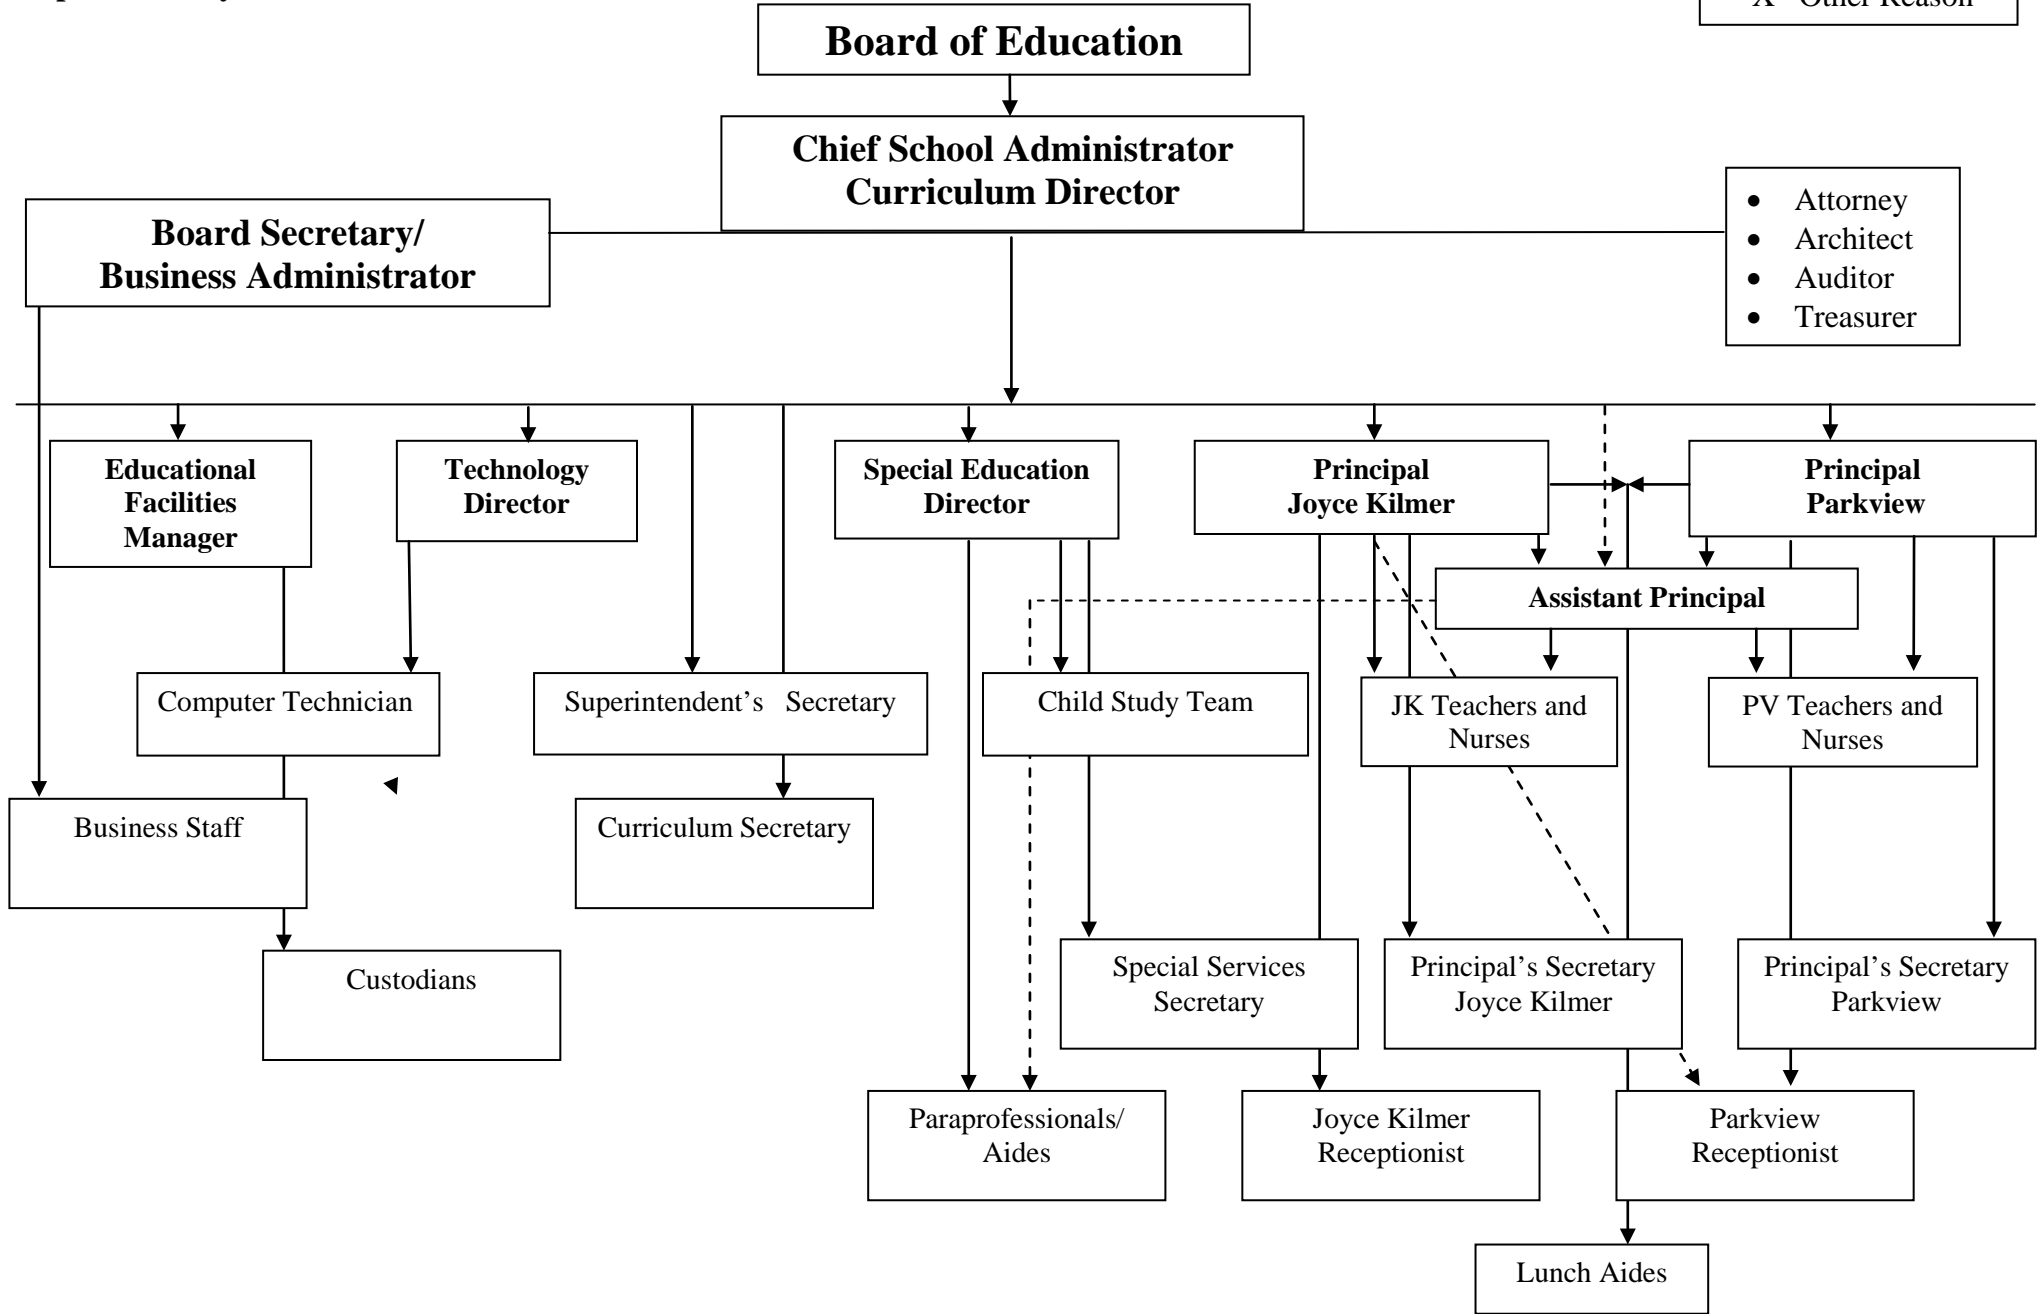 X Other Reason
Board of Education
Chief School Administrator
Curriculum Director
Board Secretary/
Business Administrator
• Attorney
• Architect
• Auditor
• Treasurer
Educational
Facilities
Manager
Technology
Director
Special Education
Director
Principal
Joyce Kilmer
Principal
Parkview
Assistant Principal
Computer Technician
Superintendent’s Secretary
Child Study Team
JK Teachers and
Nurses
PV Teachers and
Nurses
Business Staff
Curriculum Secretary
Custodians
Special Services
Secretary
Principal’s Secretary
Joyce Kilmer
Principal’s Secretary
Parkview
Paraprofessionals/
Aides
Joyce Kilmer
Receptionist
Parkview
Receptionist
Lunch Aides